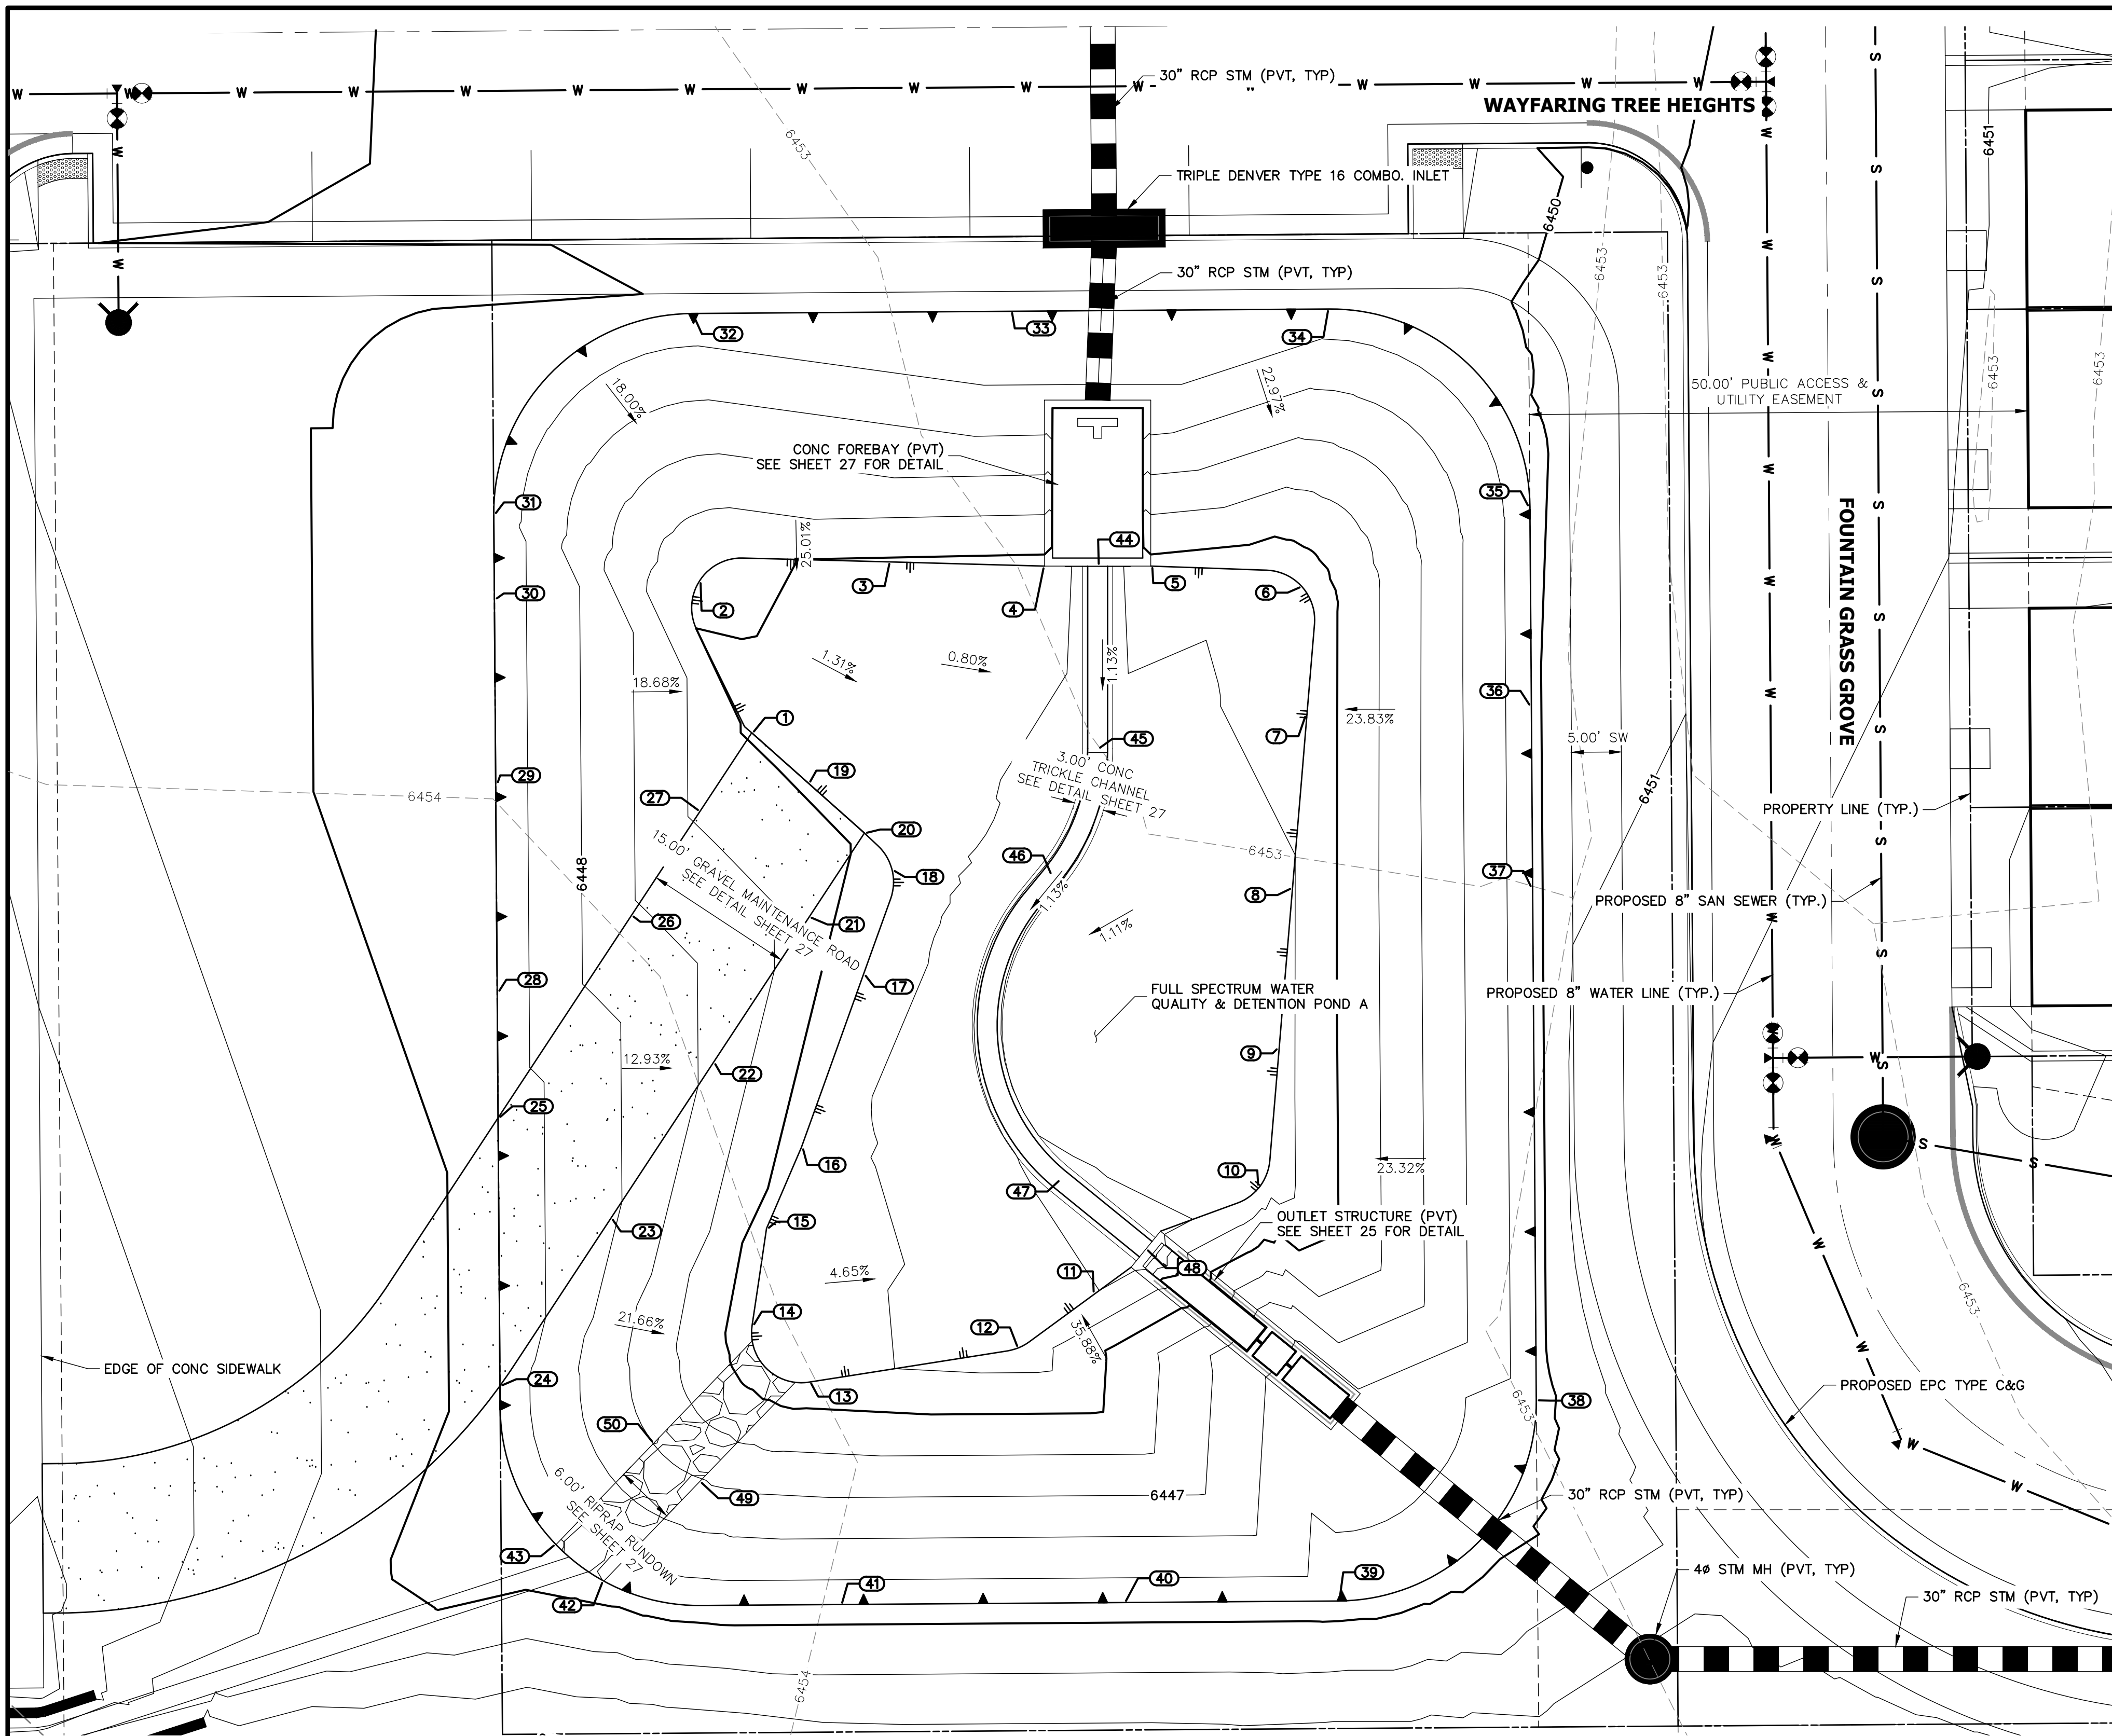 W W W W W W W W W W W W W W W
30" RCP STM (PVT, TYP)
WAYFARING TREE HEIGHTS
6453
6451
TRIPLE DENVER TYPE 16 COMBO. INLET
6450
6453
6453
30" RCP STM (PVT, TYP)
32
33
34
18.00%
22.97%
50.00' PUBLIC ACCESS &
UTILITY EASEMENT
6453
6453
CONC FOREBAY (PVT)
SEE SHEET 27 FOR DETAIL
31
35
25.01%
44
FOUNTAIN GRASS GROVE
3
5
30
2
4
6
1.31%
0.80%
1.13%
18.68%
36
23.83%
1
7
45
5.00' SW
3.00' CONC
TRICKLE CHANNEL
SEE DETAIL SHEET 27
29
19
6454
27
6451
PROPERTY LINE (TYP.)
20
15.00' GRAVEL MAINTENANCE ROAD
SEE DETAIL SHEET 27
46
6453
6448
18
37
1.13%
8
PROPOSED 8" SAN SEWER (TYP.)
26
21
1.11%
28
17
FULL SPECTRUM WATER
QUALITY & DETENTION POND A
PROPOSED 8" WATER LINE (TYP.)
12.93%
22
9
W
25
16
10
23.32%
47
S
S
23
15
OUTLET STRUCTURE (PVT)
SEE SHEET 25 FOR DETAIL
4.65%
11
48
21.66%
14
12
35.88%
6453
EDGE OF CONC SIDEWALK
24
13
38
6453
PROPOSED EPC TYPE C&G
50
W
6.00' RIPRAP RUNDOWN
SEE SHEET 27
49
6447
30" RCP STM (PVT, TYP)
W
43
41
40
39
4ø STM MH (PVT, TYP)
42
30" RCP STM (PVT, TYP)
6454